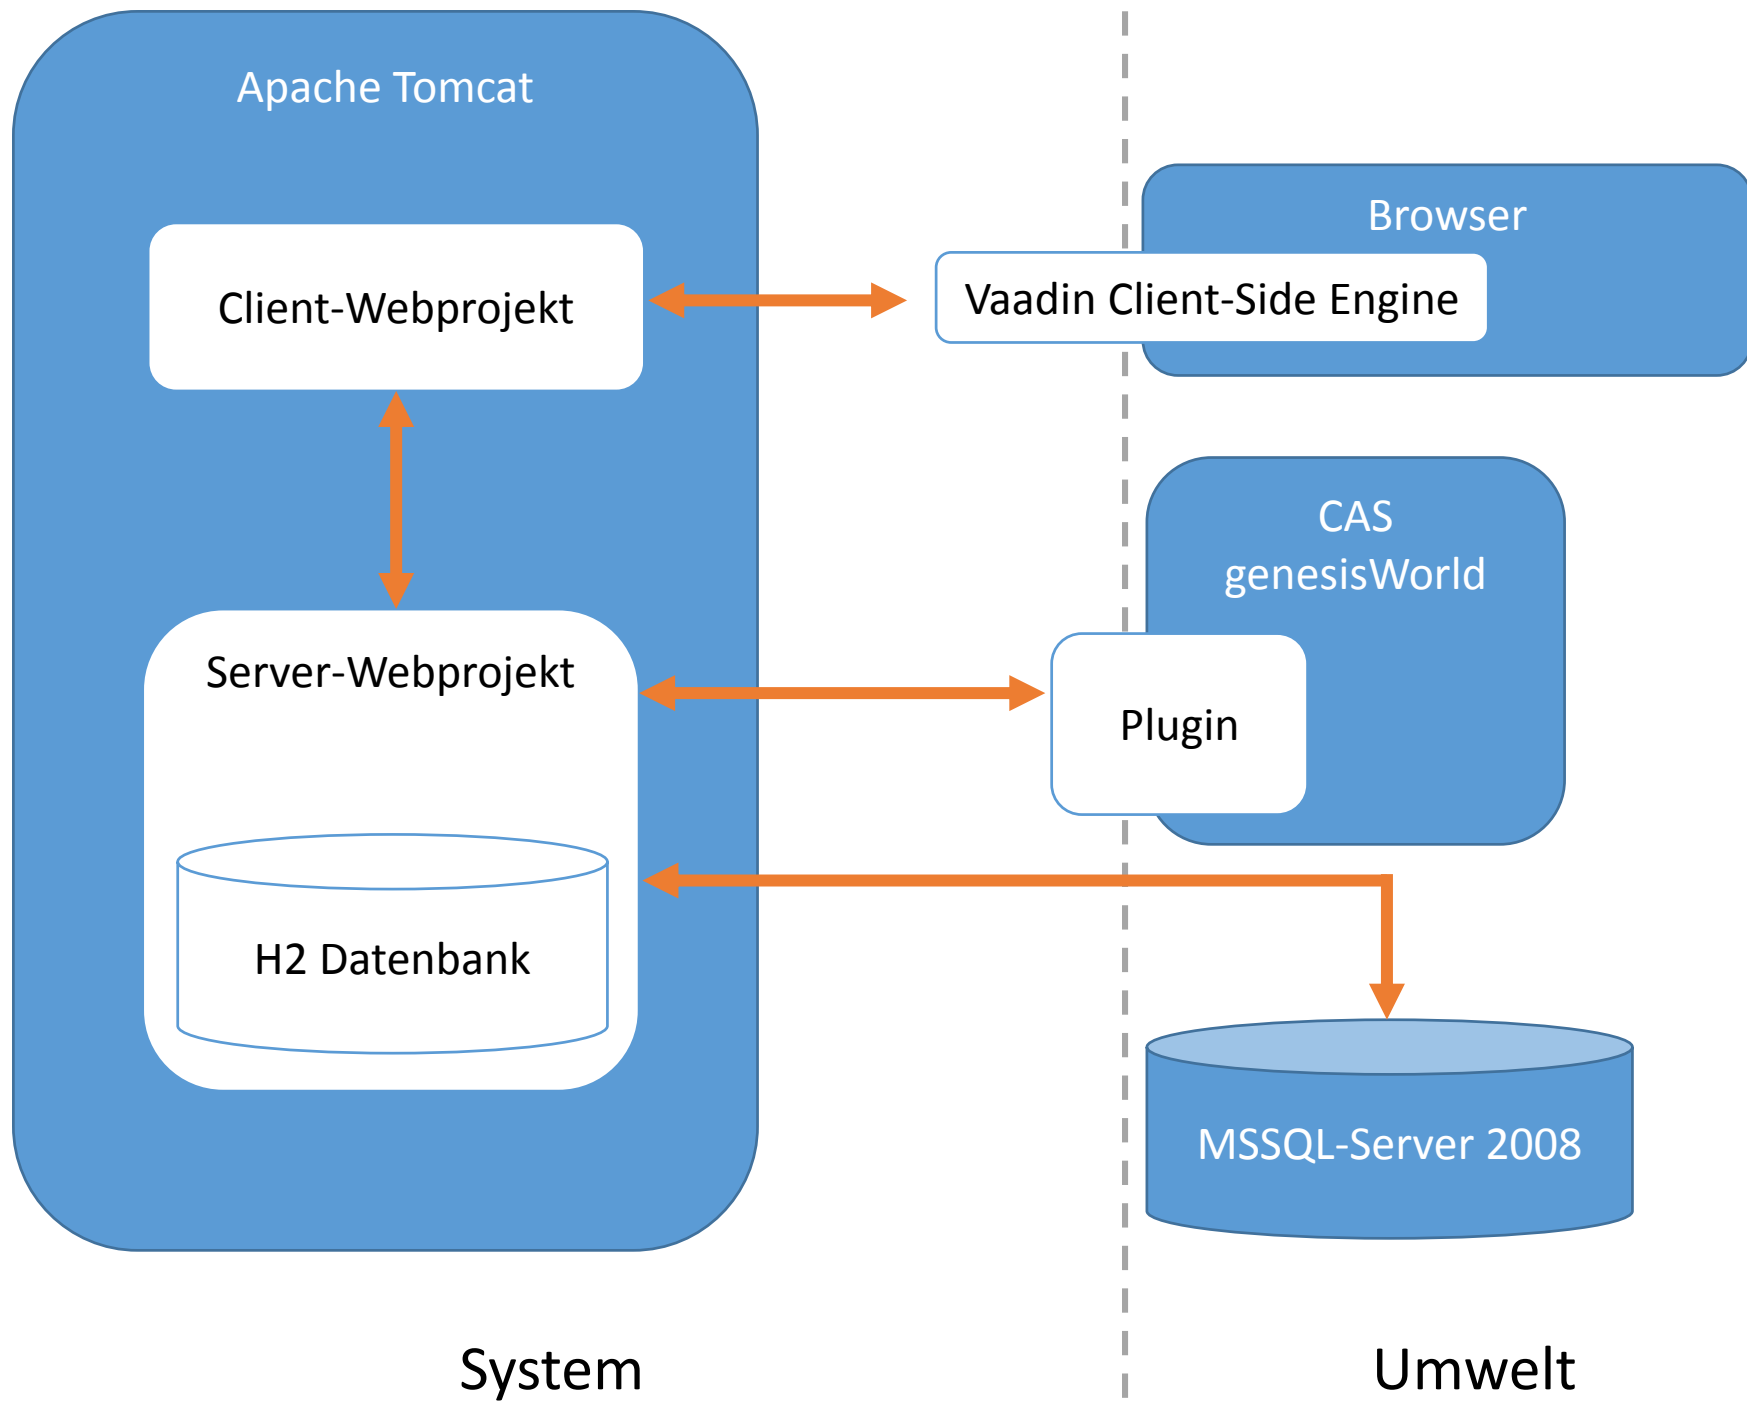 Apache Tomcat
Client-Webprojekt
Server-Webprojekt
H2 Datenbank
Browser
Vaadin Client-Side Engine
CAS
genesisWorld
Plugin
MSSQL-Server 2008
System
Umwelt